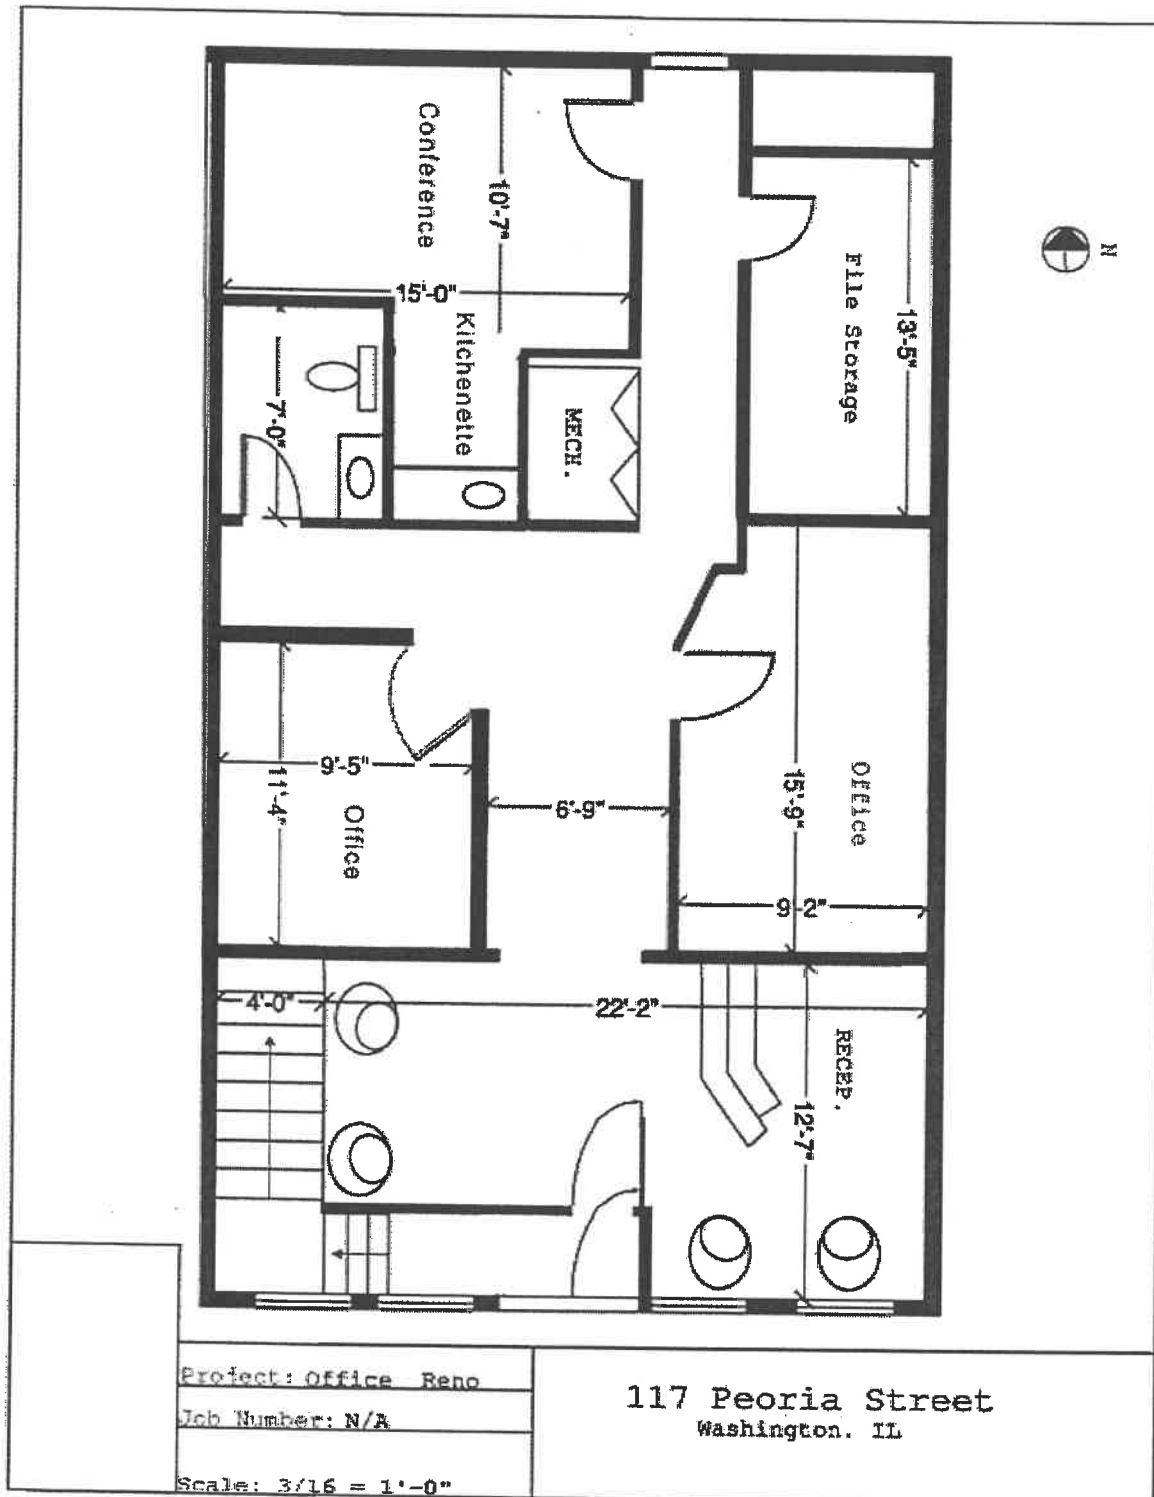 N
Conference
10'-7"
15'-0"
Kitchenette
MECH.
File Storage
13'-5"
7'-0"
9'-5"
11'-4"
Office
6'-9"
Office
15'-9"
9'-2"
4'-0"
22'-2"
RECEP.
12'-7"
Project: Office Reno
Job Number: N/A
Scale: 3/16 = 1'-0"
117 Peoria Street
Washington, IL